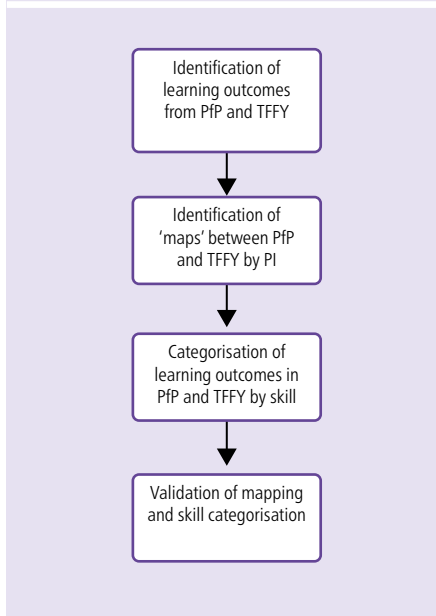 Identification of
learning outcomes
from PfP and TFFY
Identification of
‘maps’ between PfP
and TFFY by PI
Categorisation of
learning outcomes in
PfP and TFFY by skill
Validation of mapping
and skill categorisation